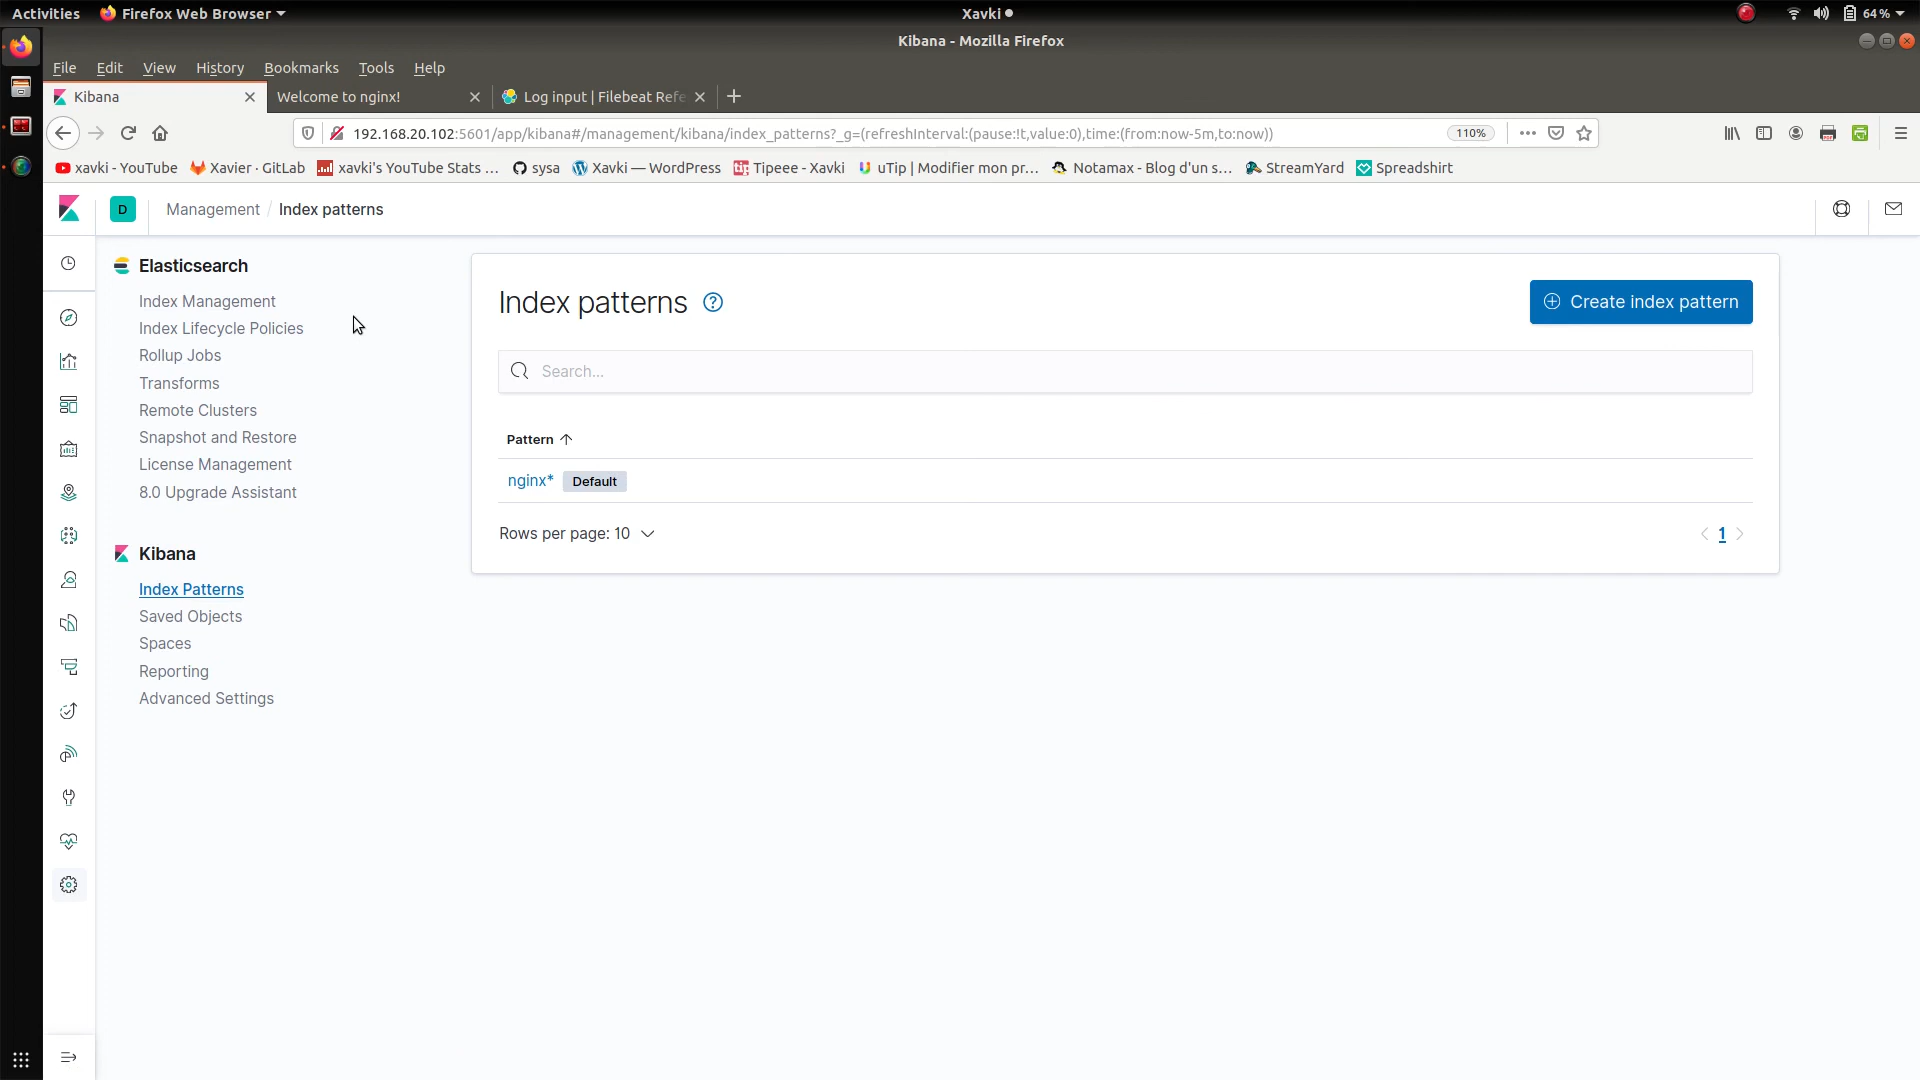 Activities Firefox Web Browser Xavki 64 %
Kibana - Mozilla Firefox
File Edit View History Bookmarks Tools Help
Kibana Welcome to nginx! Log input | Filebeat Refe
192.168.20.102:5601/app/kibana#/management/kibana/index_patterns?_g=(refreshInterval:(pause:!t,value:0),time:(from:now-5m,to:now)) 110%
xavki - YouTube Xavier · GitLab xavki's YouTube Stats ... sysa Xavki — WordPress Tipeee - Xavki uTip | Modifier mon pr... Notamax - Blog d'un s... StreamYard Spreadshirt
D Management / Index patterns
Elasticsearch
Index Management
Index Lifecycle Policies
Rollup Jobs
Transforms
Remote Clusters
Snapshot and Restore
License Management
8.0 Upgrade Assistant
Kibana
Index Patterns
Saved Objects
Spaces
Reporting
Advanced Settings
Index patterns
Create index pattern
Search...
Pattern
nginx* Default
Rows per page: 10
1